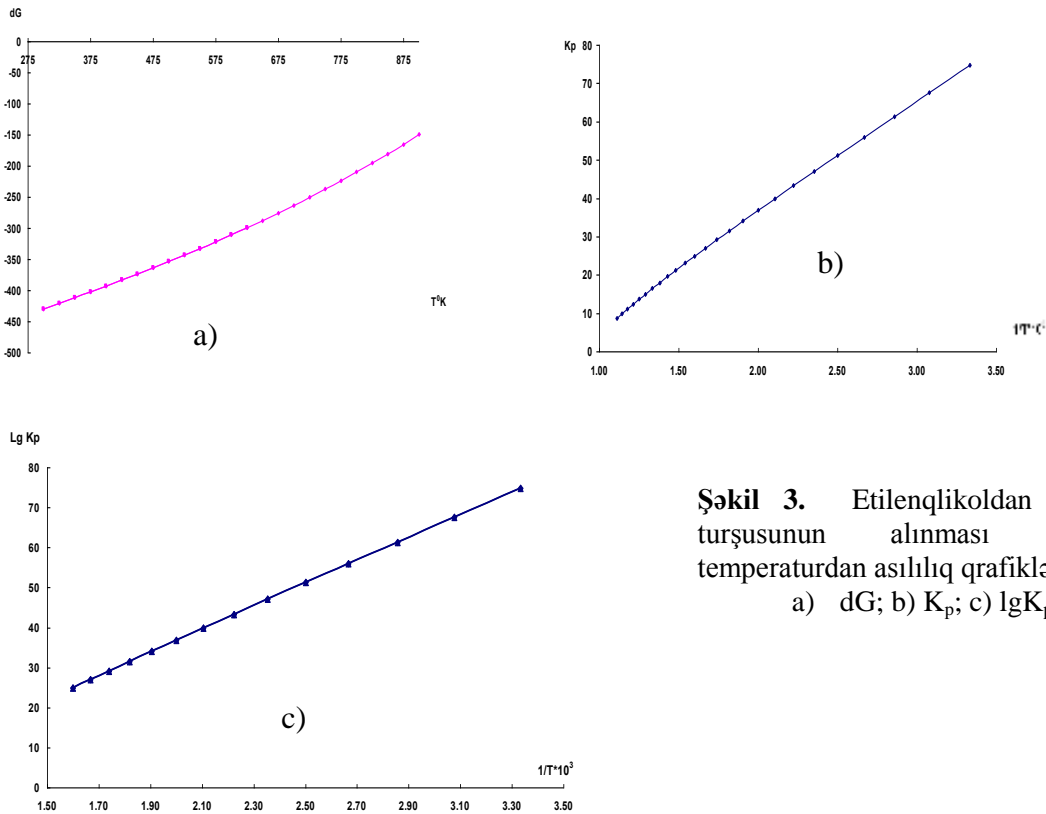 dG
0
275 375 475 575 675 775 875
-50
-100
-150
-200
-250
-300
-350
-400
-450
-500
T⁰K
a)
Kp
80
70
60
50
40
30
20
10
0
1.00 1.50 2.00 2.50 3.00 3.50
b)
Lg Kp
80
70
60
50
40
30
20
10
0
1.50 1.70 1.90 2.10 2.30 2.50 2.70 2.90 3.10 3.30 3.50
1/T*10³
c)
Şəkil 3. Etilenqlikoldan
turşusunun alınması
temperaturdan asılılıq qrafiklə
a) dG; b) Kₚ; c) lgKₚ